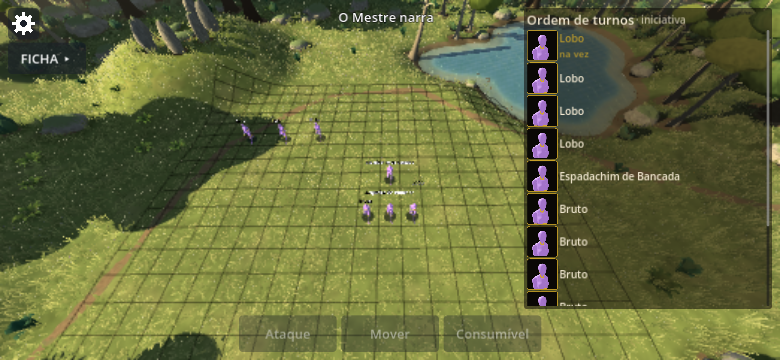 O Mestre narra
FICHA
Ordem de turnos Iniciativa
Lobo
na vez
Lobo
Lobo
Lobo
Espadachim de Bancada
Bruto
Bruto
Bruto
Bruto
Ataque
Mover
Consumível